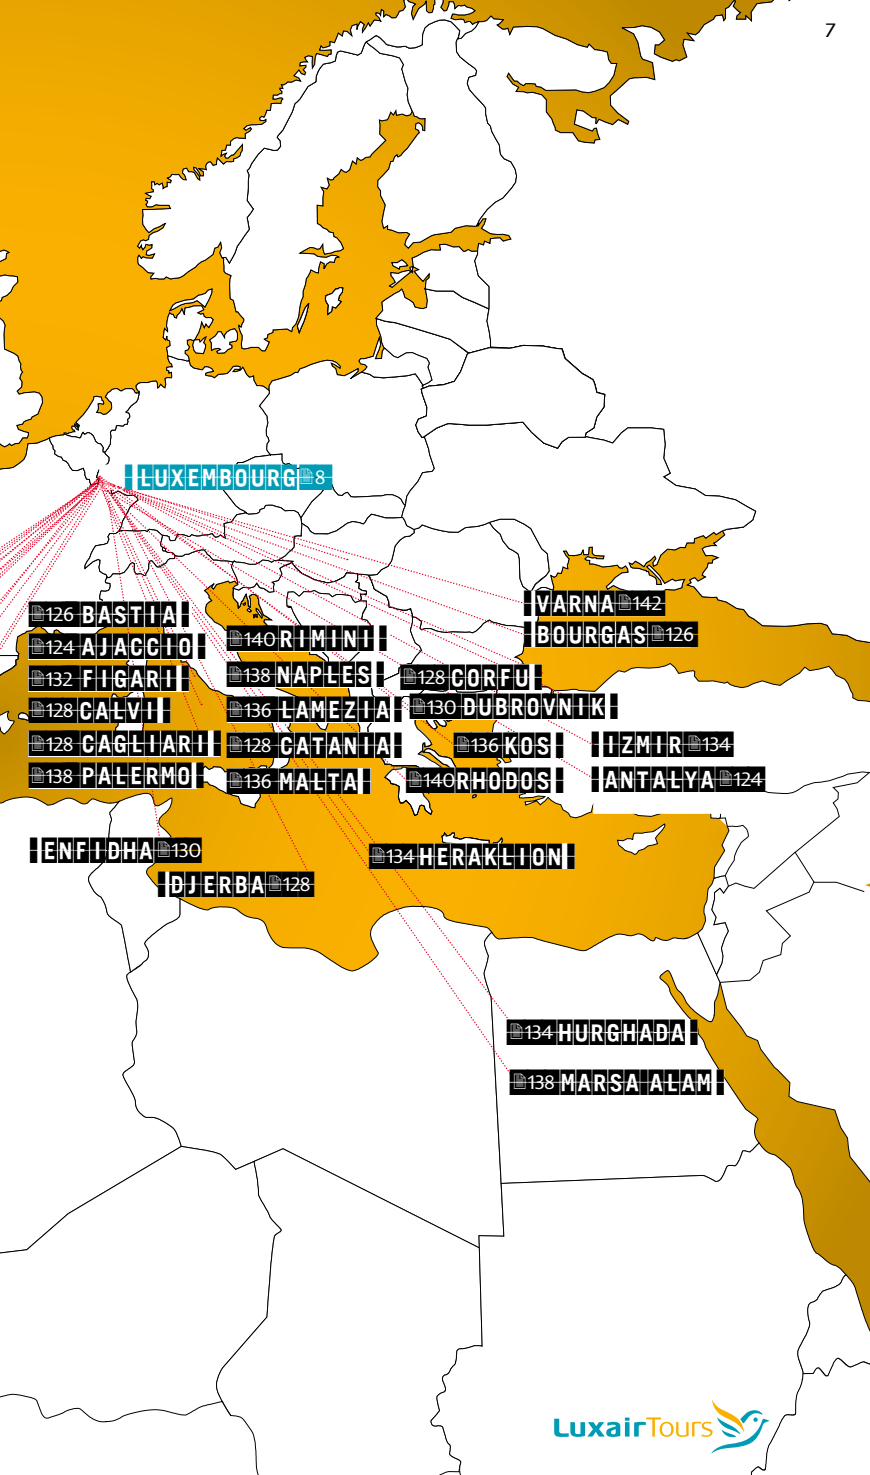 7
LUXEMBOURG 8
126 BASTIA
124 AJACCIO
132 FIGARI
128 CALVI
128 CAGLIARI
138 PALERMO
140 RIMINI
138 NAPLES
136 LAMEZIA
128 CATANIA
136 MALTA
VARNA 142
BOURGAS 126
128 CORFU
130 DUBROVNIK
136 KOS
140 RHODOS
IZMIR 134
ANTALYA 124
ENFIDHA 130
DJERBA 128
134 HERAKLION
134 HURGHADA
138 MARSA ALAM
LuxairTours